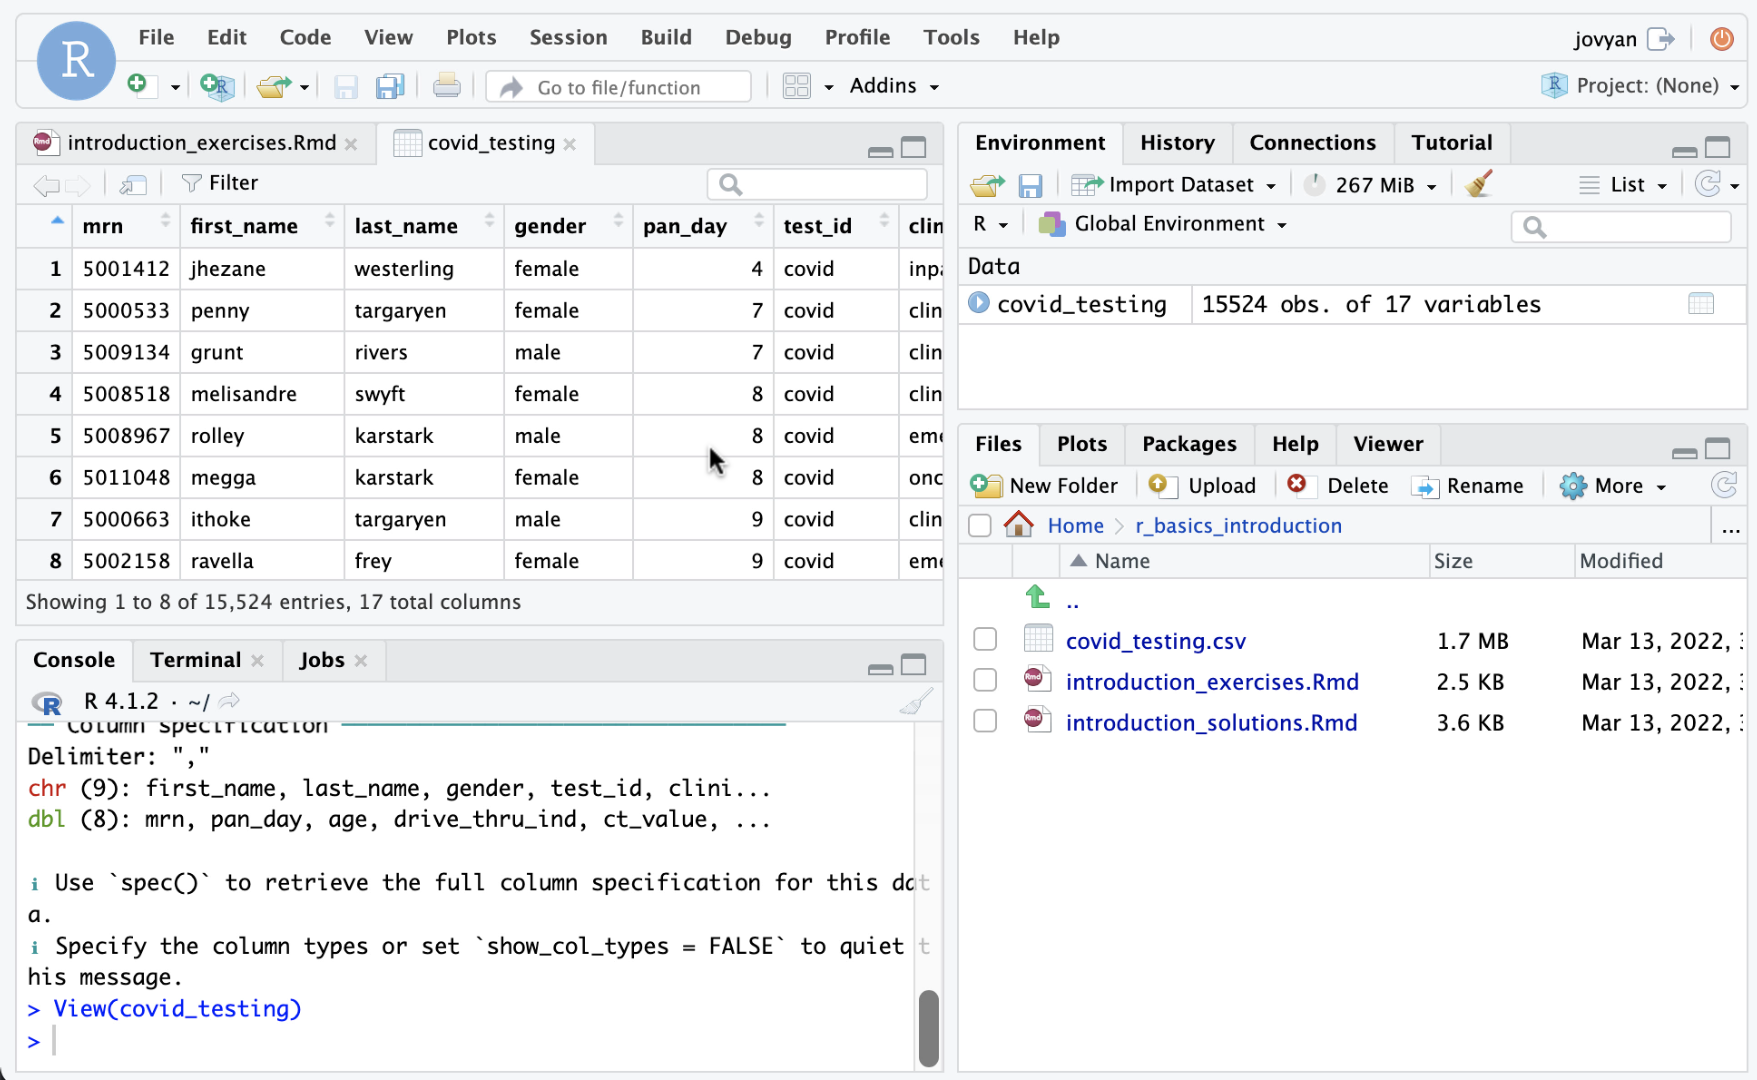 R File Edit Code View Plots Session Build Debug Profile Tools Help jovyan
Go to file/function Addins Project: (None)
introduction_exercises.Rmd covid_testing
Filter
mrn first_name last_name gender pan_day test_id clin
1 5001412 jhezane westerling female 4 covid inpa
2 5000533 penny targaryen female 7 covid clin
3 5009134 grunt rivers male 7 covid clin
4 5008518 melisandre swyft female 8 covid clin
5 5008967 rolley karstark male 8 covid eme
6 5011048 megga karstark female 8 covid onc
7 5000663 ithoke targaryen male 9 covid clin
8 5002158 ravella frey female 9 covid eme
Showing 1 to 8 of 15,524 entries, 17 total columns
Console Terminal Jobs
R 4.1.2 · ~/
Column specification
Delimiter: ","
chr (9): first_name, last_name, gender, test_id, clini...
dbl (8): mrn, pan_day, age, drive_thru_ind, ct_value, ...
i Use `spec()` to retrieve the full column specification for this dat
a.
i Specify the column types or set `show_col_types = FALSE` to quiet t
his message.
> View(covid_testing)
>
Environment History Connections Tutorial
Import Dataset 267 MiB List
R Global Environment
Data
covid_testing 15524 obs. of 17 variables
Files Plots Packages Help Viewer
New Folder Upload Delete Rename More
Home r_basics_introduction ...
Name Size Modified
..
covid_testing.csv 1.7 MB Mar 13, 2022,
introduction_exercises.Rmd 2.5 KB Mar 13, 2022,
introduction_solutions.Rmd 3.6 KB Mar 13, 2022,